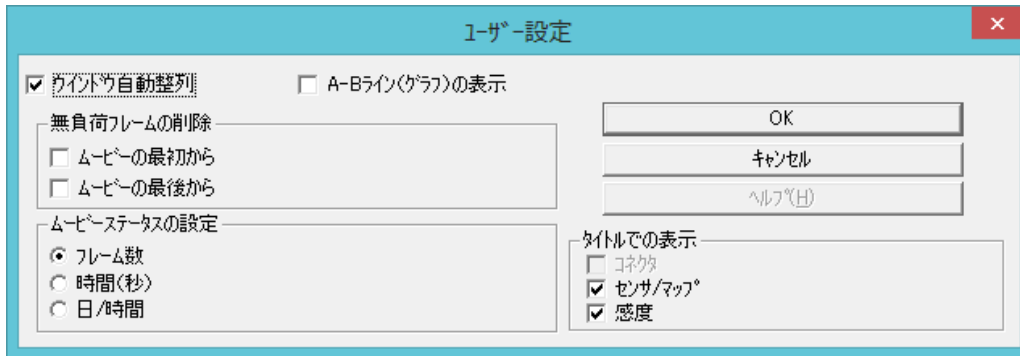 ユーザー設定
ウインドウ自動整列
A-Bライン(グラフ)の表示
無負荷フレームの削除
ムービーの最初から
ムービーの最後から
OK
キャンセル
ヘルプ(H)
ムービーステータスの設定
フレーム数
時間(秒)
日/時間
タイトルでの表示
コネクタ
センサ/マップ
感度